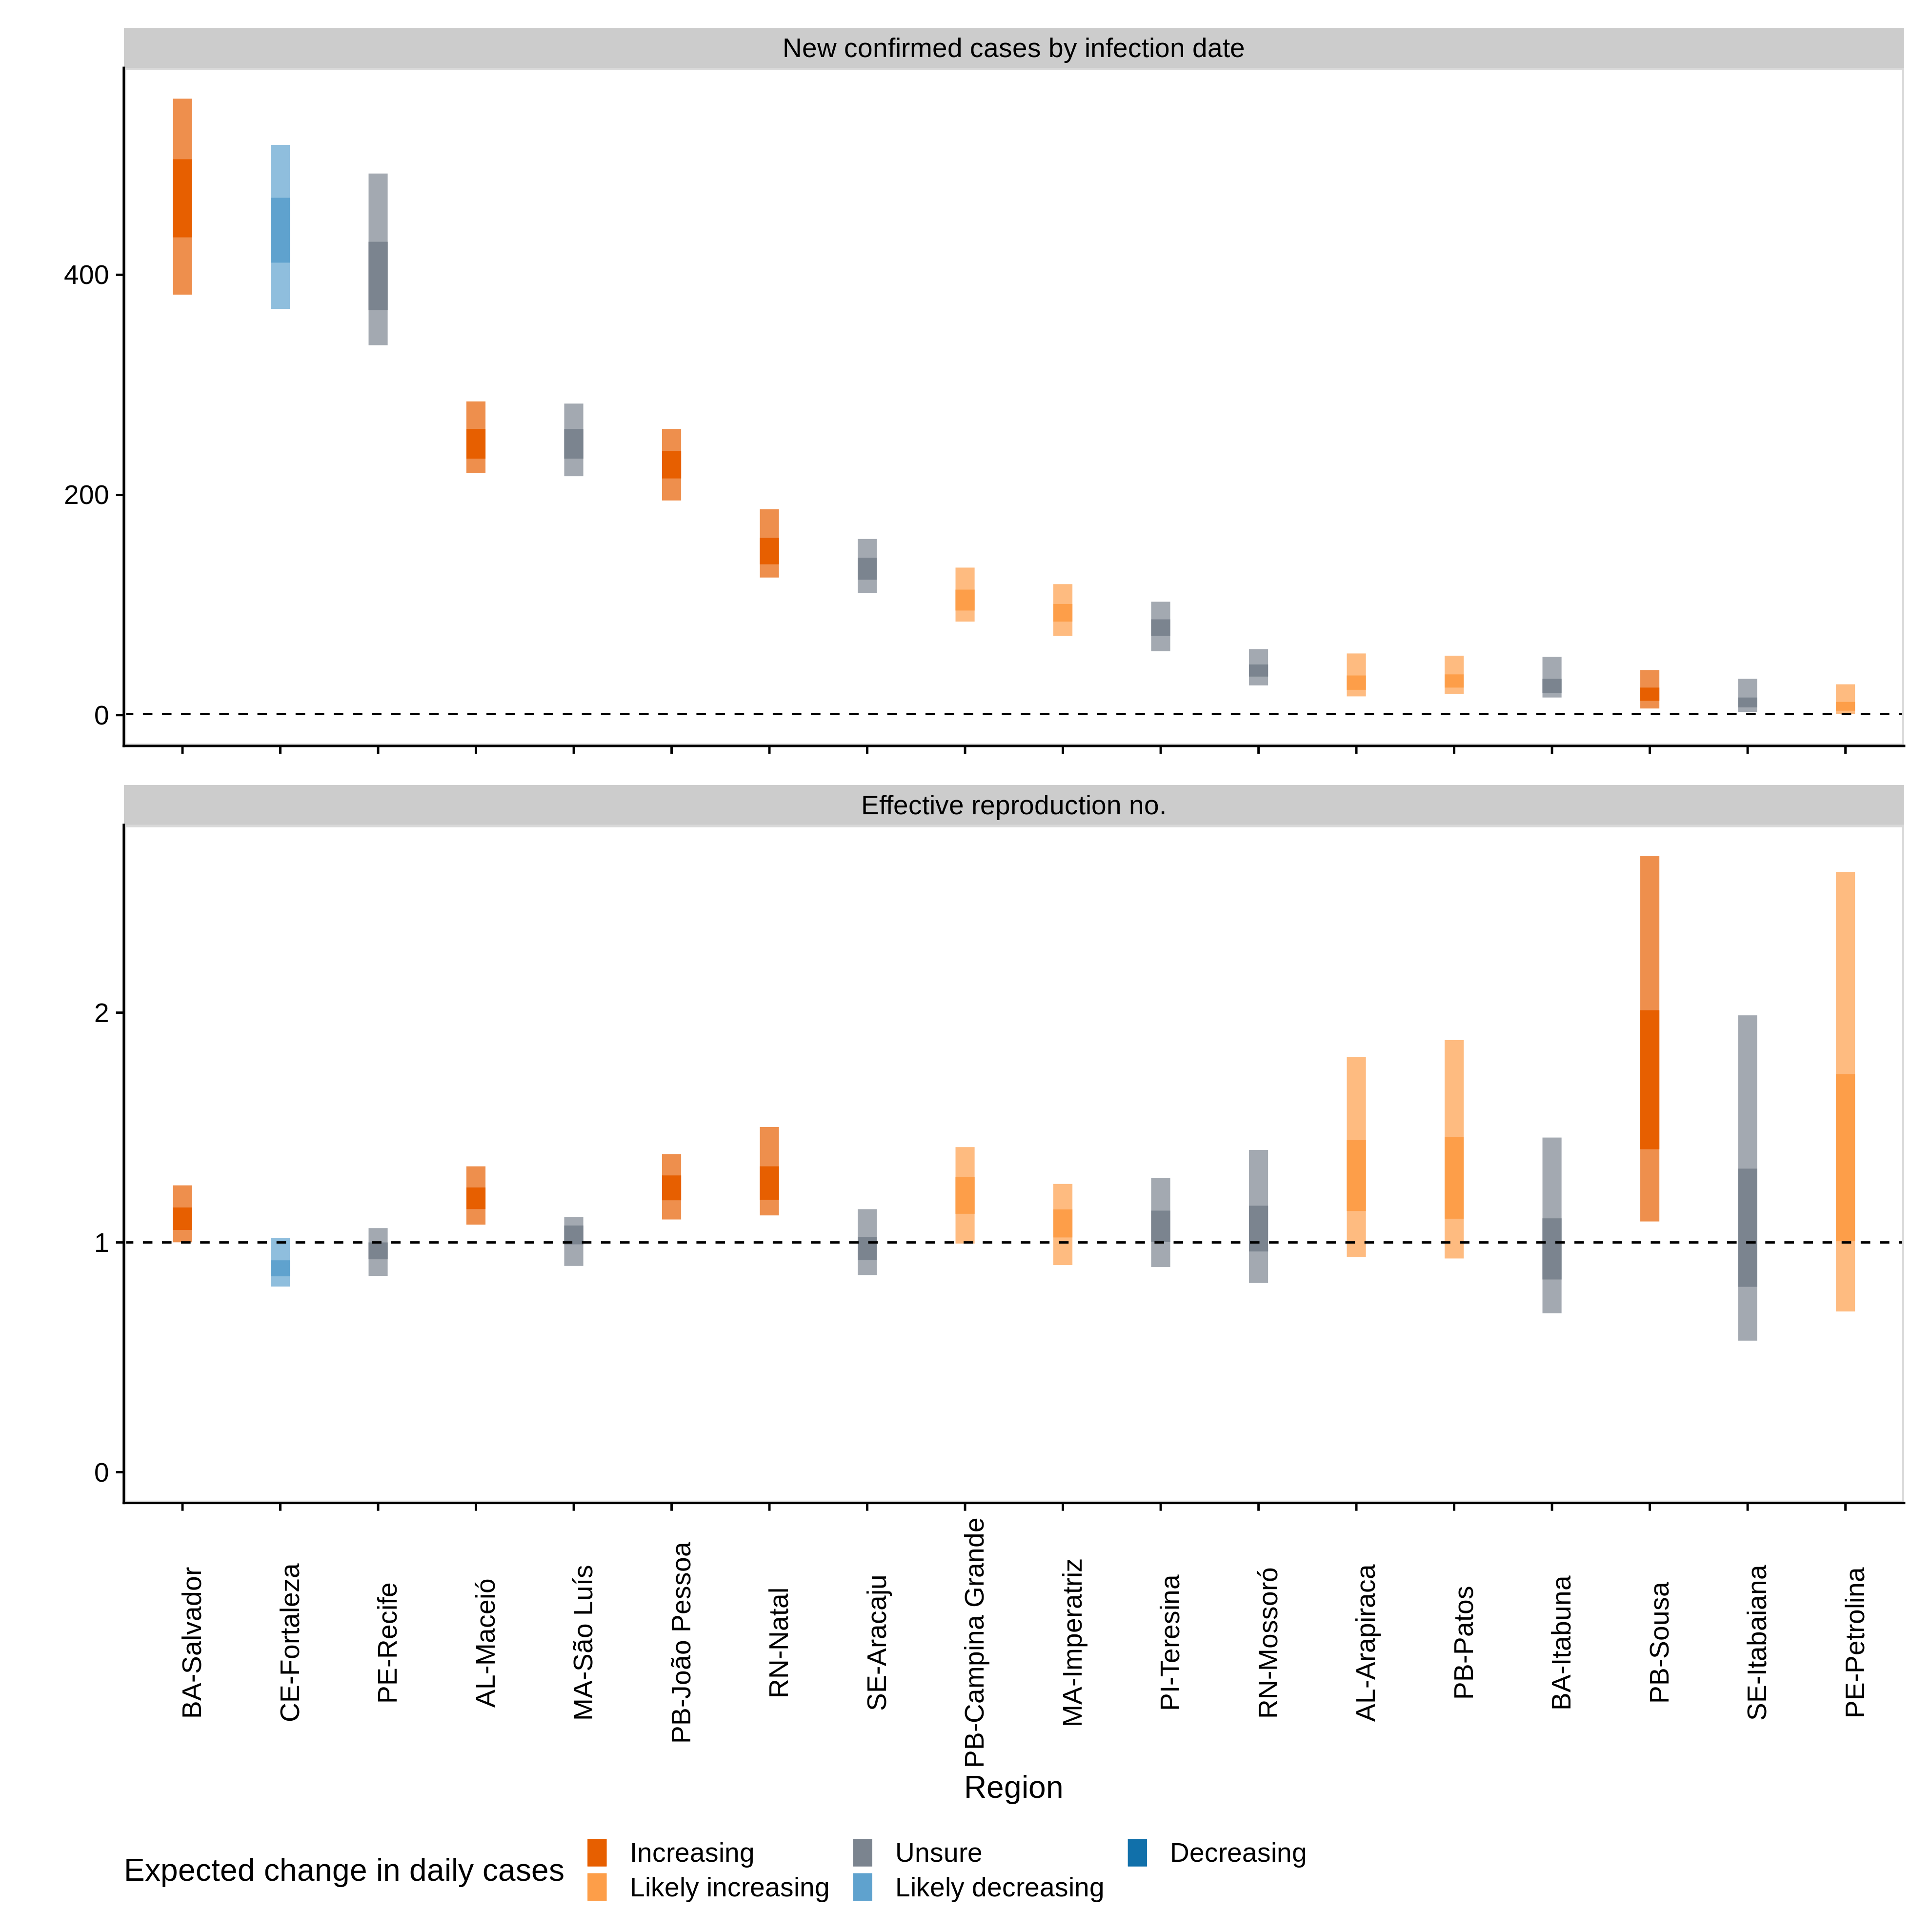 New confirmed cases by infection date
400
200
0
Effective reproduction no.
2
1
0
BA-Salvador
CE-Fortaleza
PE-Recife
AL-Maceió
MA-São Luís
PB-João Pessoa
RN-Natal
SE-Aracaju
PB-Campina Grande
MA-Imperatriz
PI-Teresina
RN-Mossoró
AL-Arapiraca
PB-Patos
BA-Itabuna
PB-Sousa
SE-Itabaiana
PE-Petrolina
Region
Expected change in daily cases
Increasing
Likely increasing
Unsure
Likely decreasing
Decreasing